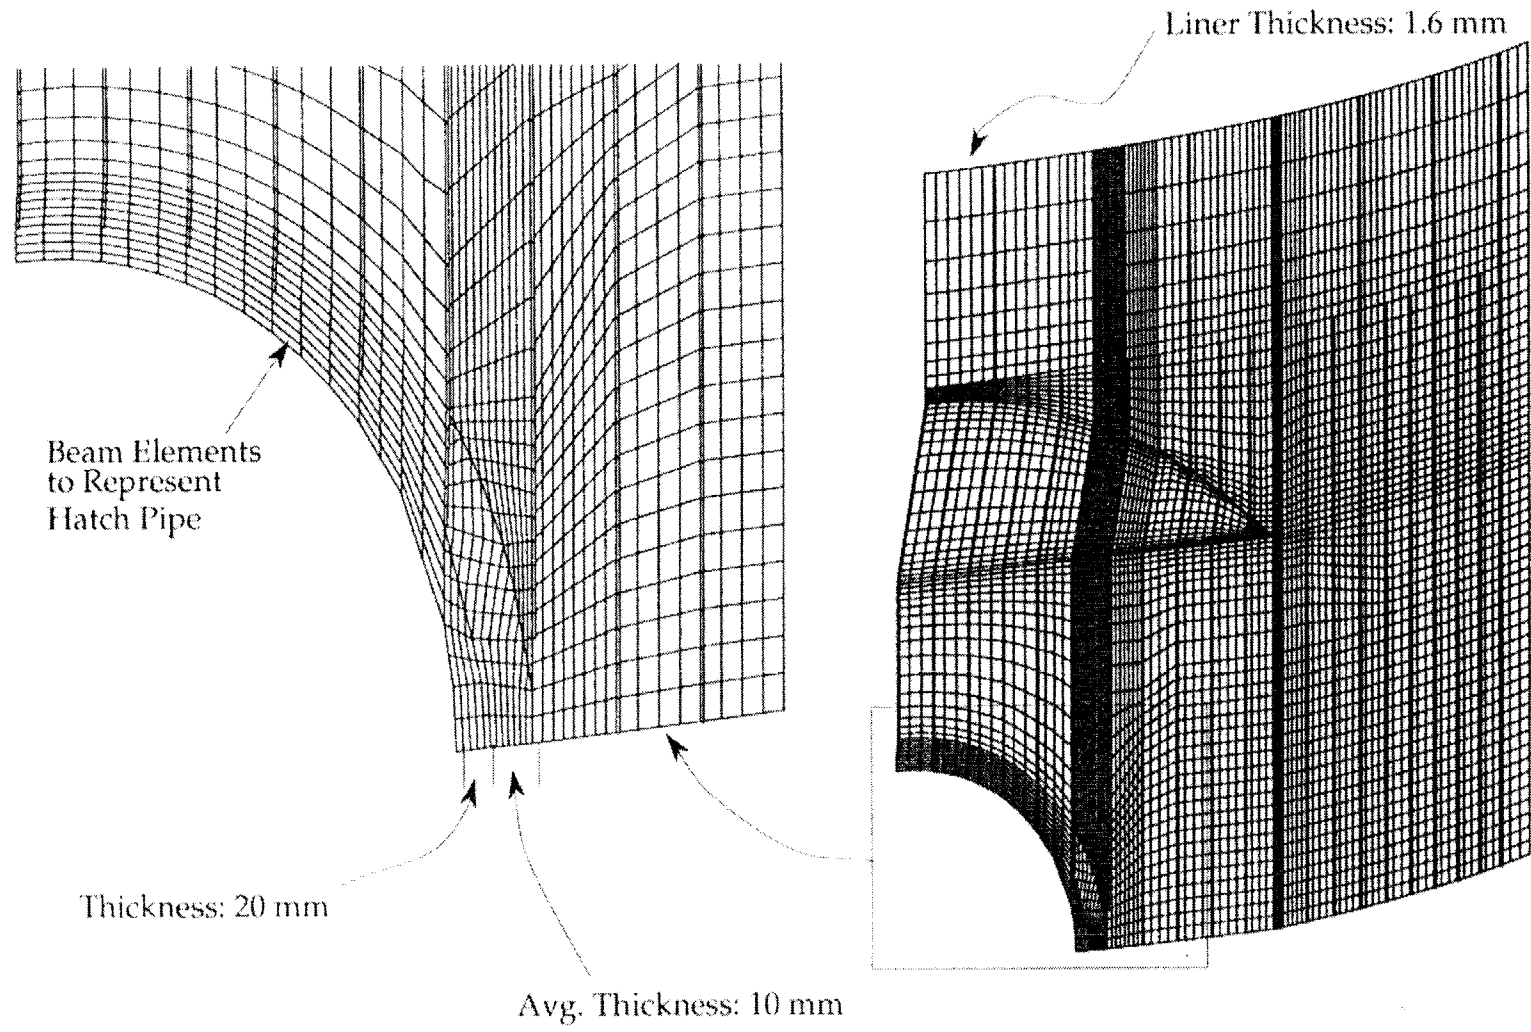 Liner Thickness: 1.6 mm
Beam Elements
to Represent
Hatch Pipe
Thickness: 20 mm
Avg. Thickness: 10 mm